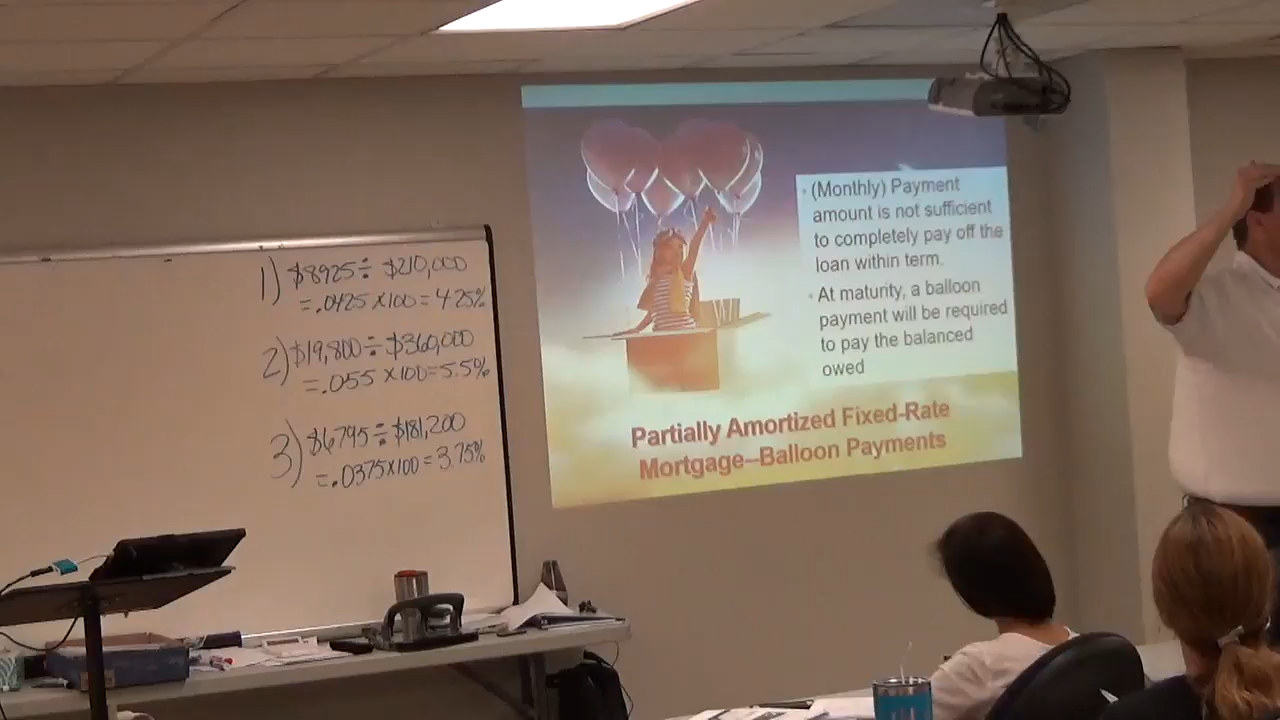 1) $8925 ÷ $210,000
= .0425 x100 = 4.25%
2) $19,800 ÷ $360,000
= .055 x100 = 5.5%
3) $6795 ÷ $181,200
= .0375x100 = 3.75%
• (Monthly) Payment
amount is not sufficient
to completely pay off the
loan within term.
• At maturity, a balloon
payment will be required
to pay the balanced
owed
Partially Amortized Fixed-Rate
Mortgage--Balloon Payments